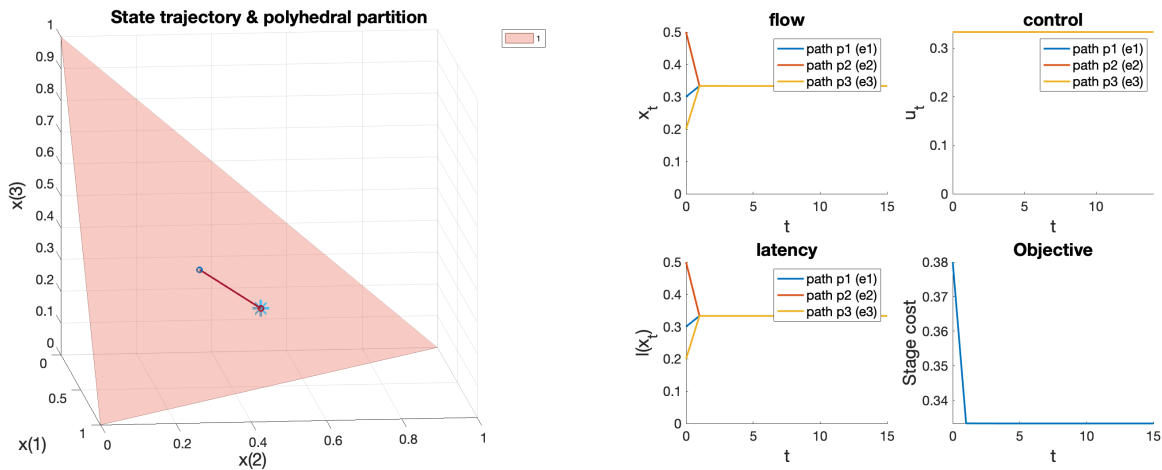 State trajectory & polyhedral partition
1
1
0.9
0.8
0.7
0.6
0.5
0.4
0.3
0.2
0.1
0
x(3)
0
0.5
1
x(1)
0
0.2
0.4
0.6
0.8
1
x(2)
flow
0.5
0.4
0.3
0.2
0.1
0
x_t
path p1 (e1)
path p2 (e2)
path p3 (e3)
0 5 10 15
t
control
0.3
0.2
0.1
0
u_t
path p1 (e1)
path p2 (e2)
path p3 (e3)
0 5 10
t
latency
0.5
0.4
0.3
0.2
0.1
0
l(x_t)
path p1 (e1)
path p2 (e2)
path p3 (e3)
0 5 10 15
t
Objective
0.38
0.37
0.36
0.35
0.34
Stage cost
0 5 10 15
t